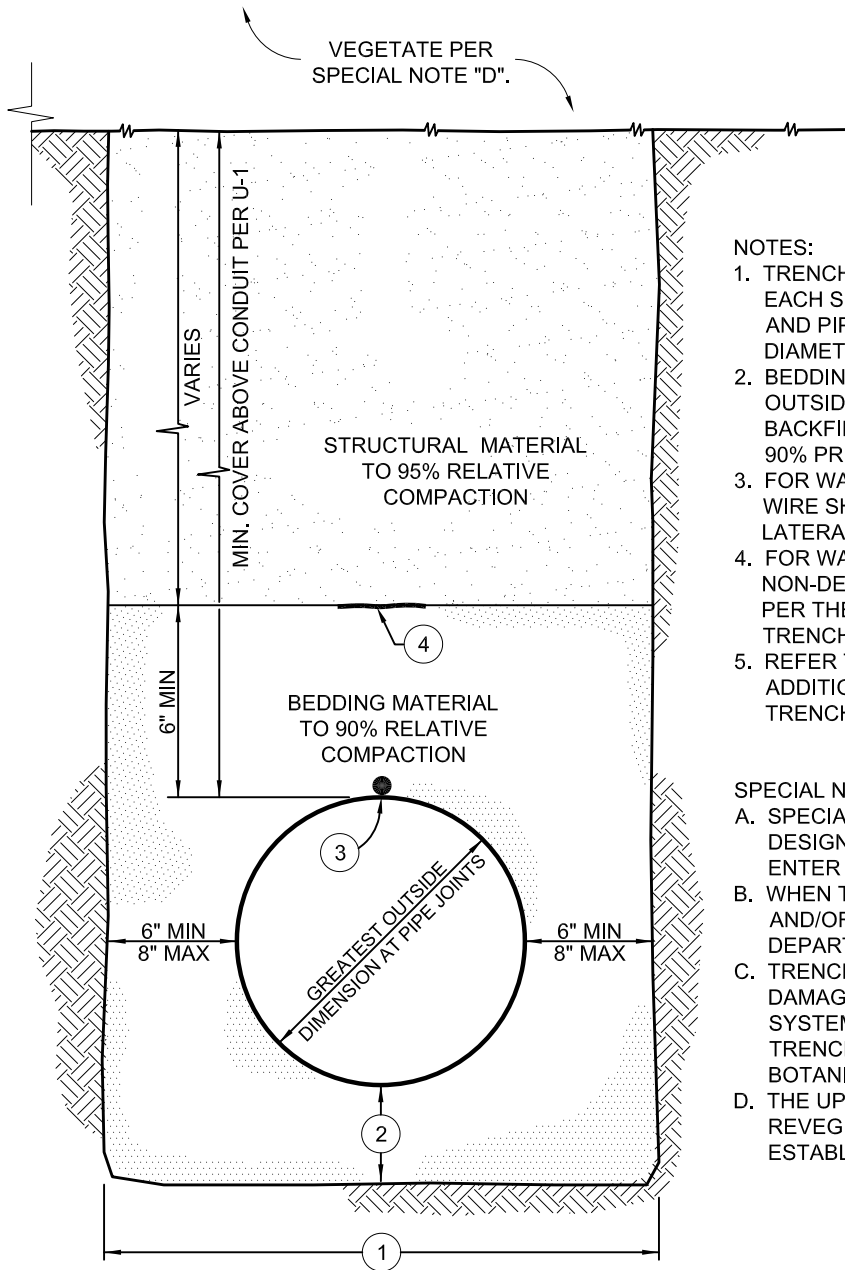 VEGETATE PER
SPECIAL NOTE "D".
VARIES
MIN. COVER ABOVE CONDUIT PER U-1
STRUCTURAL MATERIAL
TO 95% RELATIVE
COMPACTION
4
6" MIN
BEDDING MATERIAL
TO 90% RELATIVE
COMPACTION
3
6" MIN
8" MAX
GREATEST OUTSIDE
DIMENSION AT PIPE JOINTS
6" MIN
8" MAX
2
1
NOTES:
1. TRENCH
EACH S
AND PIP
DIAMET
2. BEDDIN
OUTSID
BACKFI
90% PR
3. FOR WA
WIRE SH
LATERA
4. FOR WA
NON-DE
PER THE
TRENCH
5. REFER T
ADDITIO
TRENCH
SPECIAL N
A. SPECIA
DESIGN
ENTER
B. WHEN T
AND/OF
DEPART
C. TRENC
DAMAG
SYSTEM
TRENC
BOTAN
D. THE UP
REVEG
ESTABL